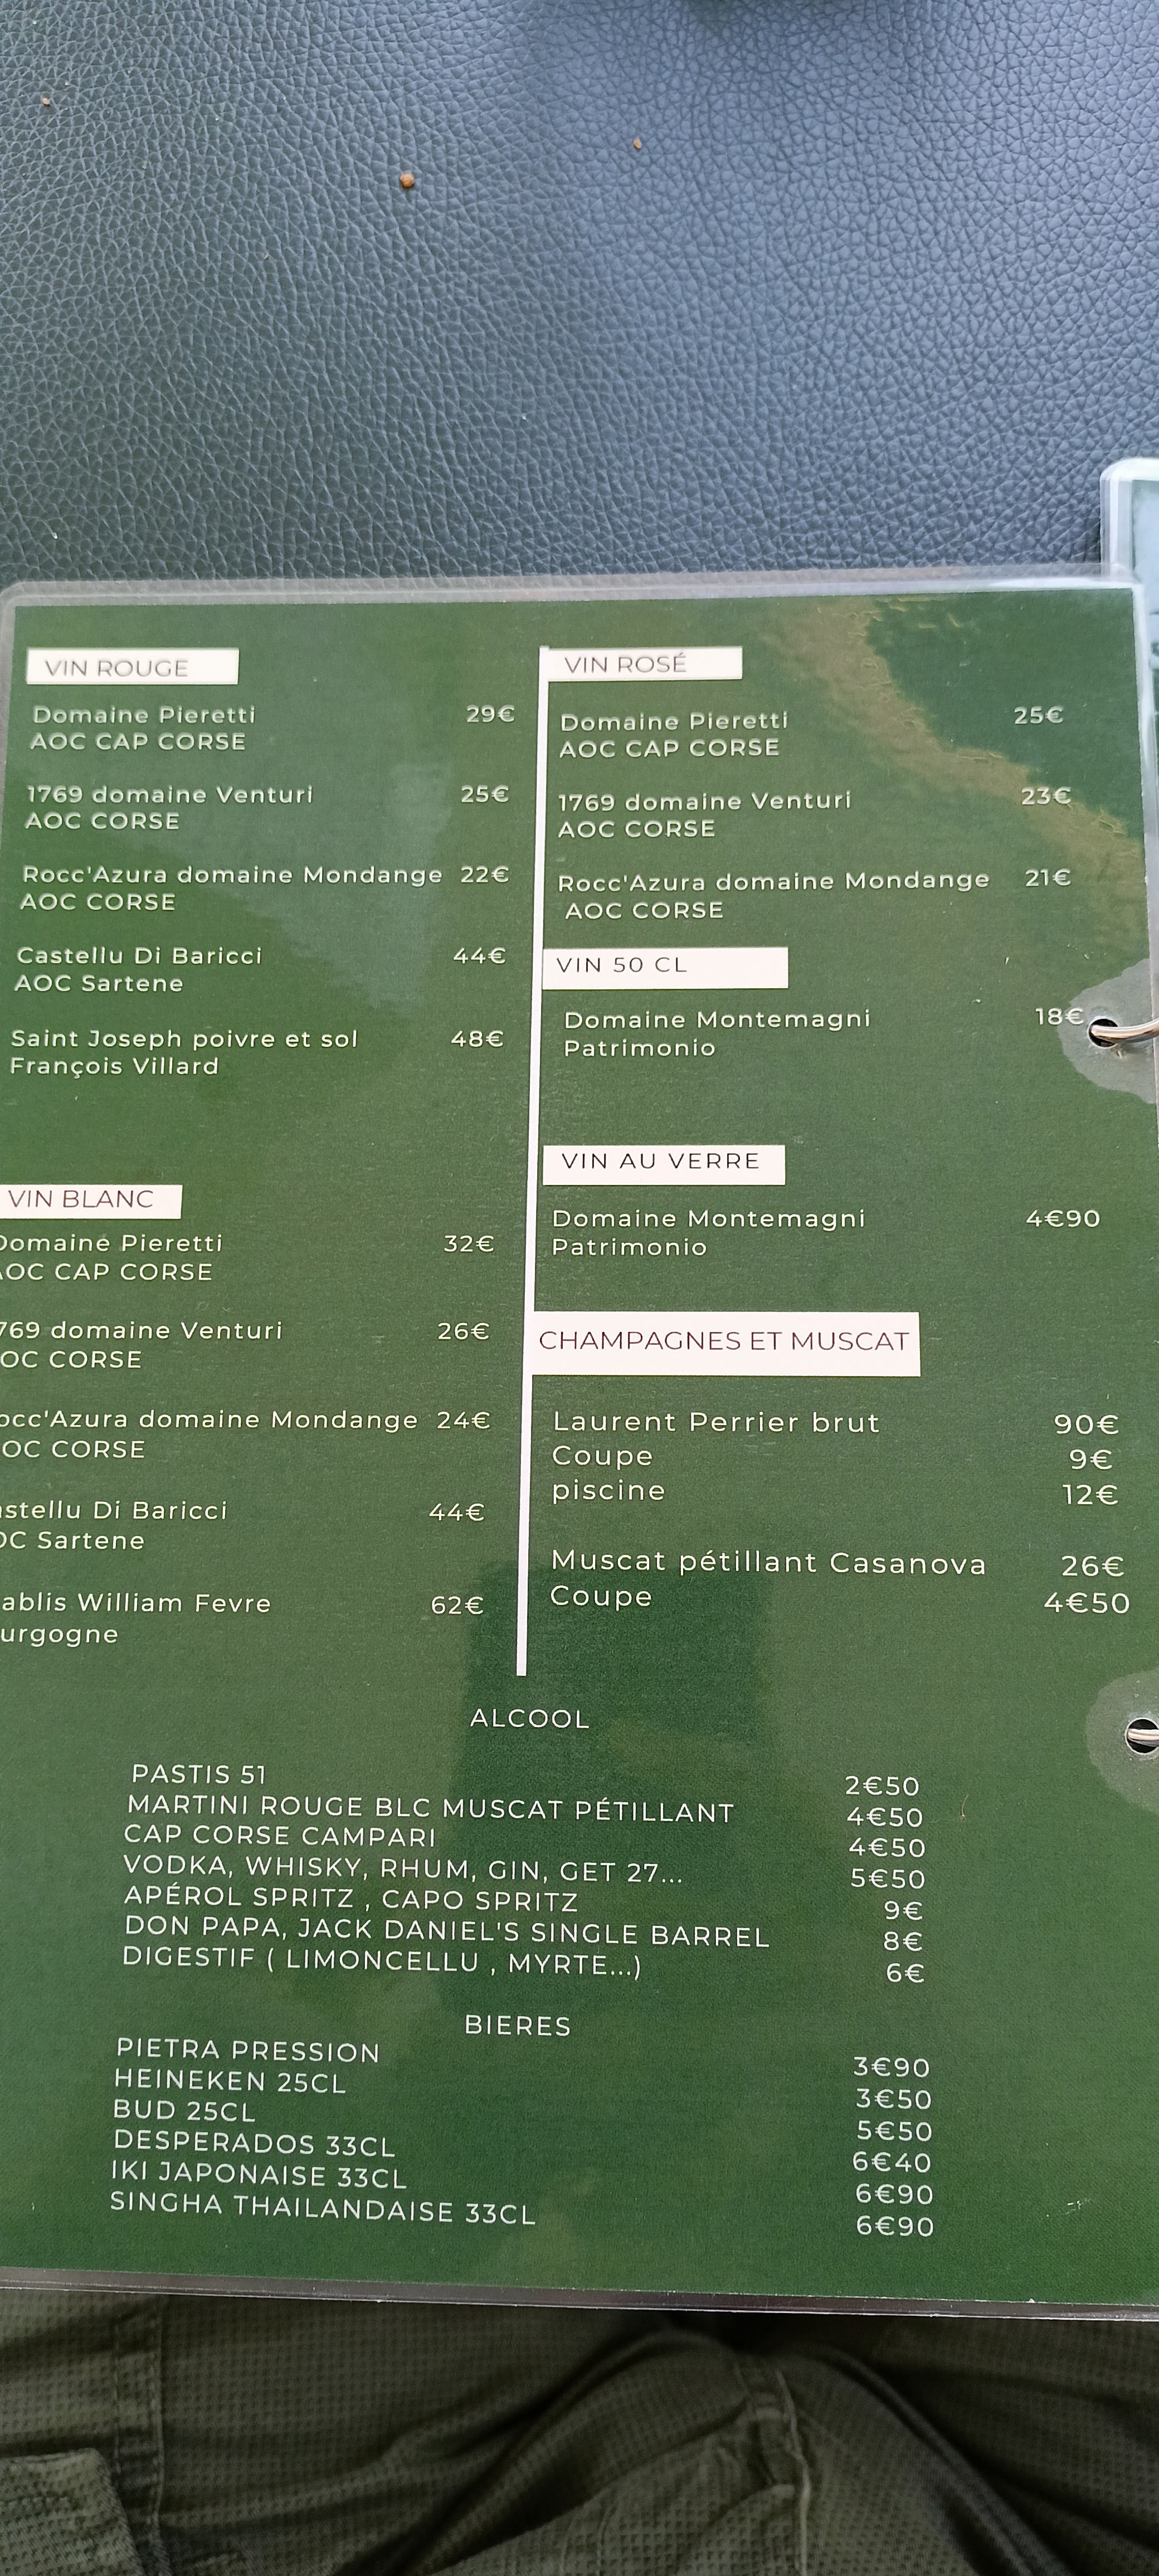 VIN ROUGE
Domaine Pieretti 29€
AOC CAP CORSE
1769 domaine Venturi 25€
AOC CORSE
Rocc'Azura domaine Mondange 22€
AOC CORSE
Castellu Di Baricci 44€
AOC Sartene
Saint Joseph poivre et sol 48€
François Villard
VIN BLANC
Domaine Pieretti 32€
AOC CAP CORSE
769 domaine Venturi 26€
OC CORSE
occ'Azura domaine Mondange 24€
OC CORSE
astellu Di Baricci 44€
OC Sartene
ablis William Fevre 62€
urgogne
VIN ROSÉ
Domaine Pieretti 25€
AOC CAP CORSE
1769 domaine Venturi 23€
AOC CORSE
Rocc'Azura domaine Mondange 21€
AOC CORSE
VIN 50 CL
Domaine Montemagni 18€
Patrimonio
VIN AU VERRE
Domaine Montemagni 4€90
Patrimonio
CHAMPAGNES ET MUSCAT
Laurent Perrier brut 90€
Coupe 9€
piscine 12€
Muscat pétillant Casanova 26€
Coupe 4€50
ALCOOL
PASTIS 51 2€50
MARTINI ROUGE BLC MUSCAT PÉTILLANT 4€50
CAP CORSE CAMPARI 4€50
VODKA, WHISKY, RHUM, GIN, GET 27... 5€50
APÉROL SPRITZ , CAPO SPRITZ 9€
DON PAPA, JACK DANIEL'S SINGLE BARREL 8€
DIGESTIF ( LIMONCELLU , MYRTE...) 6€
BIERES
PIETRA PRESSION 3€90
HEINEKEN 25CL 3€50
BUD 25CL 5€50
DESPERADOS 33CL 6€40
IKI JAPONAISE 33CL 6€90
SINGHA THAILANDAISE 33CL 6€90